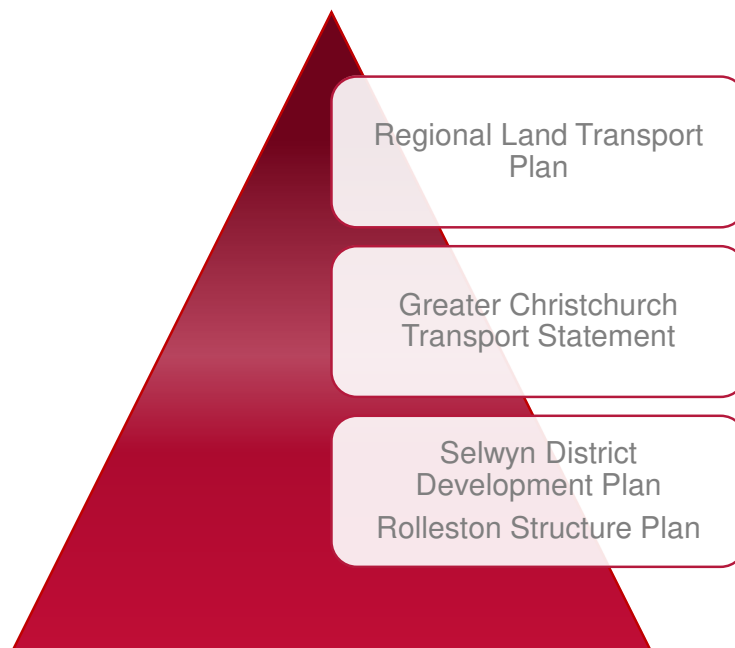 Regional Land Transport
Plan
Greater Christchurch
Transport Statement
Selwyn District
Development Plan
Rolleston Structure Plan